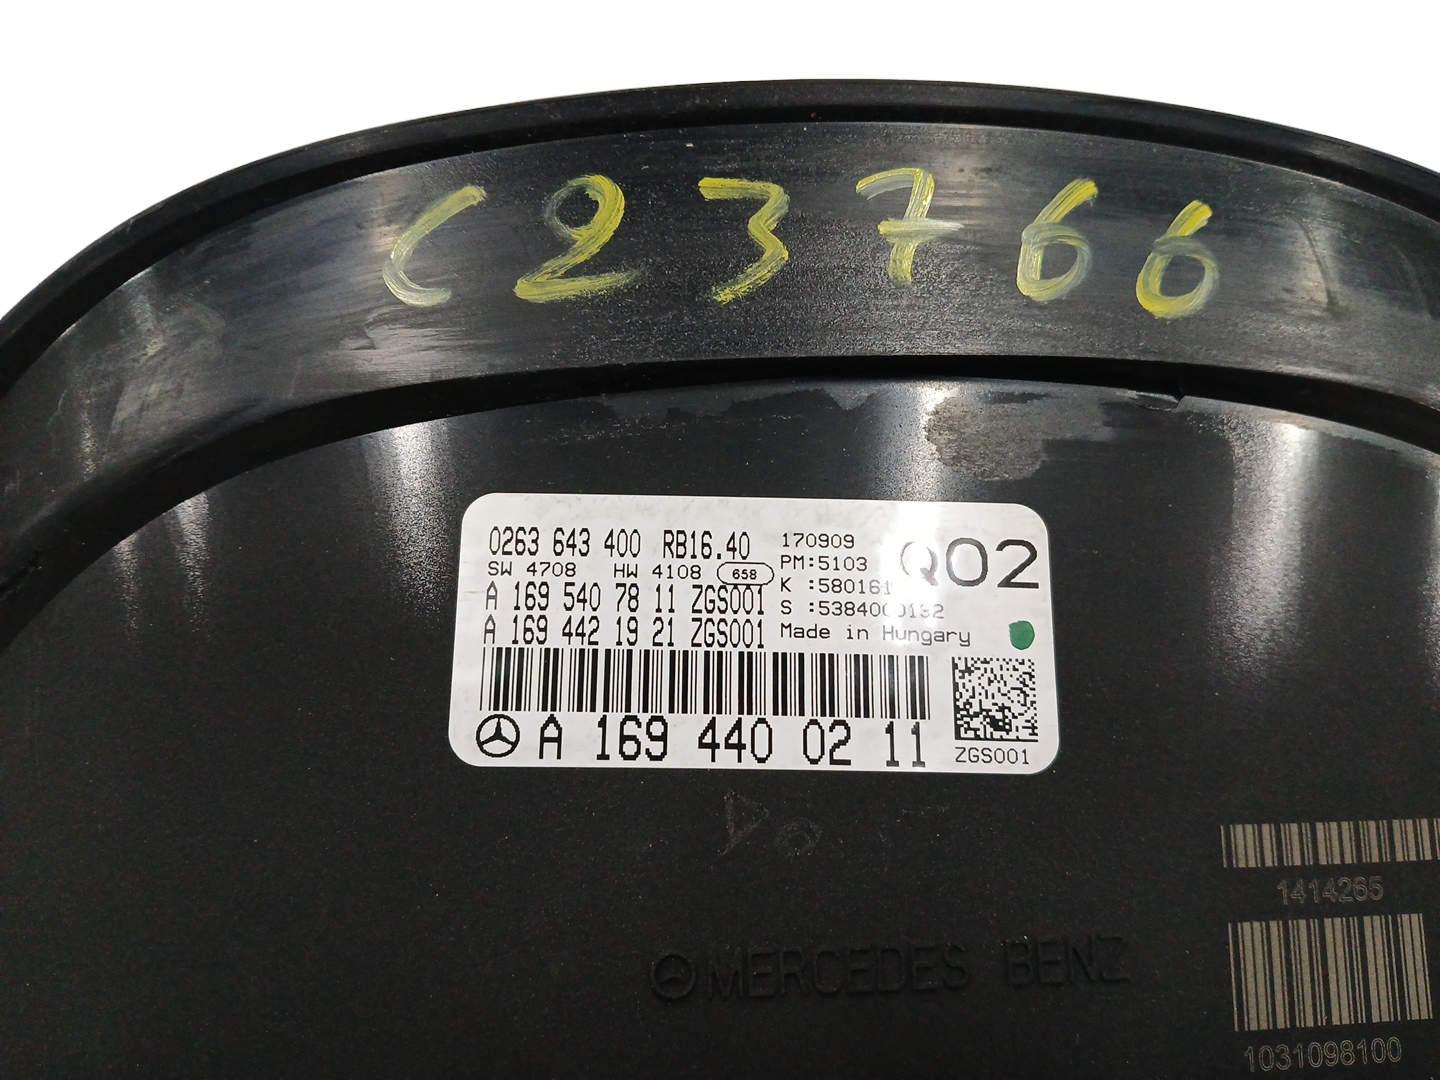 C23766
0263 643 400 RB16.40
170909
SW 4708 HW 4108 658
PM:5103
Q02
A 169 540 78 11 ZGS001
K :580161
A 169 442 19 21 ZGS001
S :5384000132
Made in Hungary
A 169 440 02 11
ZGS001
1414265
MERCEDES BENZ
1031098100